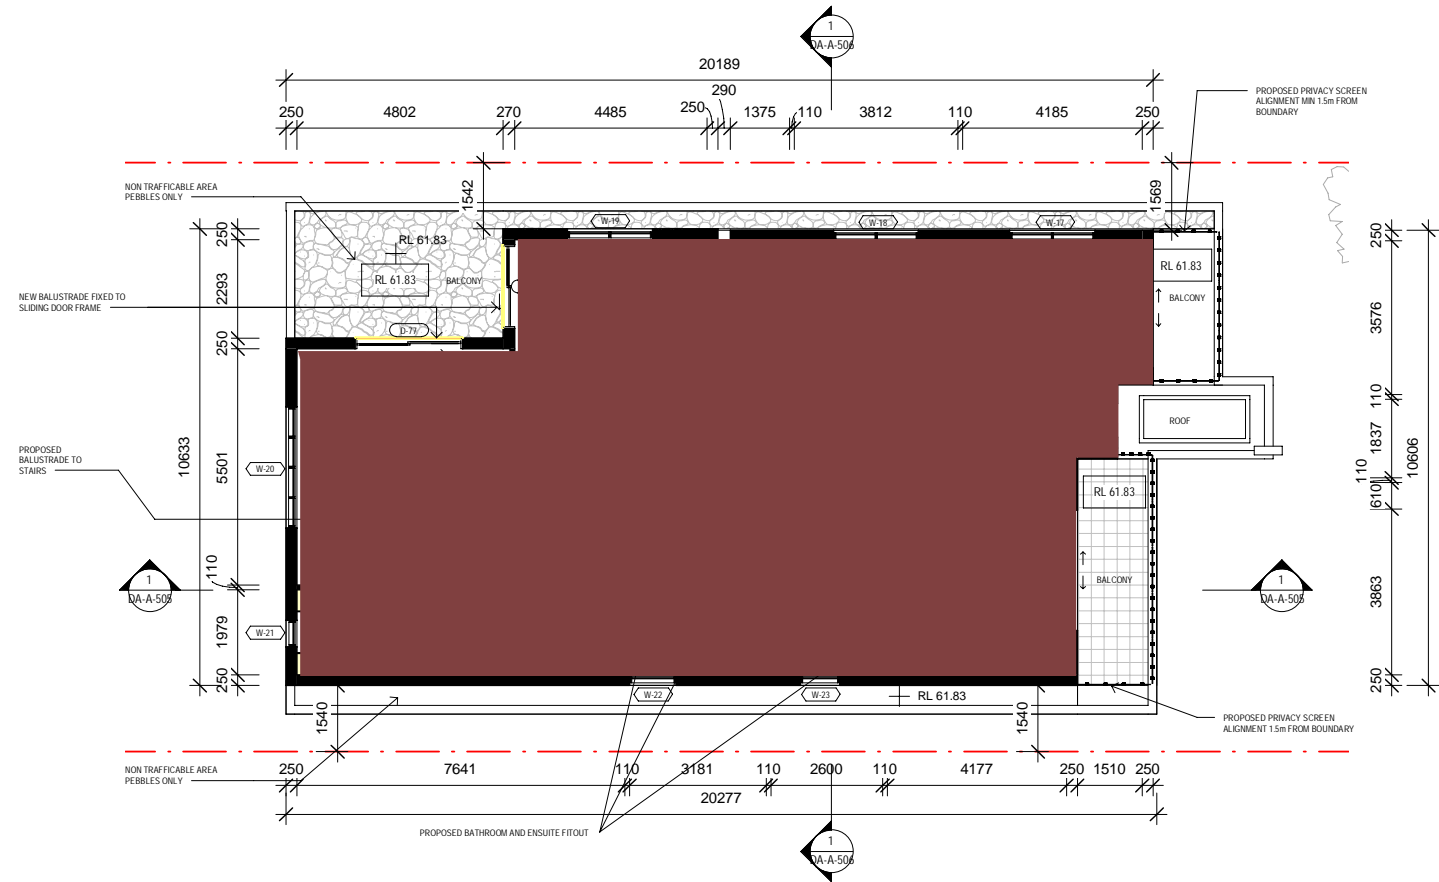 1
DA-A-506
20189
290
250
4802
270
4485
250
1375
110
3812
110
4185
250
PROPOSED PRIVACY SCREEN
ALIGNMENT MIN 1.5m FROM
BOUNDARY
NON TRAFFICABLE AREA
PEBBLES ONLY
1542
1569
W-19
W-18
W-17
250
RL 61.83
RL 61.83
BALCONY
RL 61.83
BALCONY
250
2293
NEW BALUSTRADE FIXED TO
SLIDING DOOR FRAME
D-77
250
3576
110
ROOF
1837
PROPOSED
BALUSTRADE TO
STAIRS
10633
5501
W-20
110
10606
610
RL 61.83
110
1
DA-A-505
BALCONY
1
DA-A-505
3863
1979
W-21
250
250
W-22
W-23
RL 61.83
1540
1540
PROPOSED PRIVACY SCREEN
ALIGNMENT 1.5m FROM BOUNDARY
NON TRAFFICABLE AREA
PEBBLES ONLY
250
7641
110
3181
110
2600
110
4177
250
1510
250
20277
PROPOSED BATHROOM AND ENSUITE FITOUT
1
DA-A-506